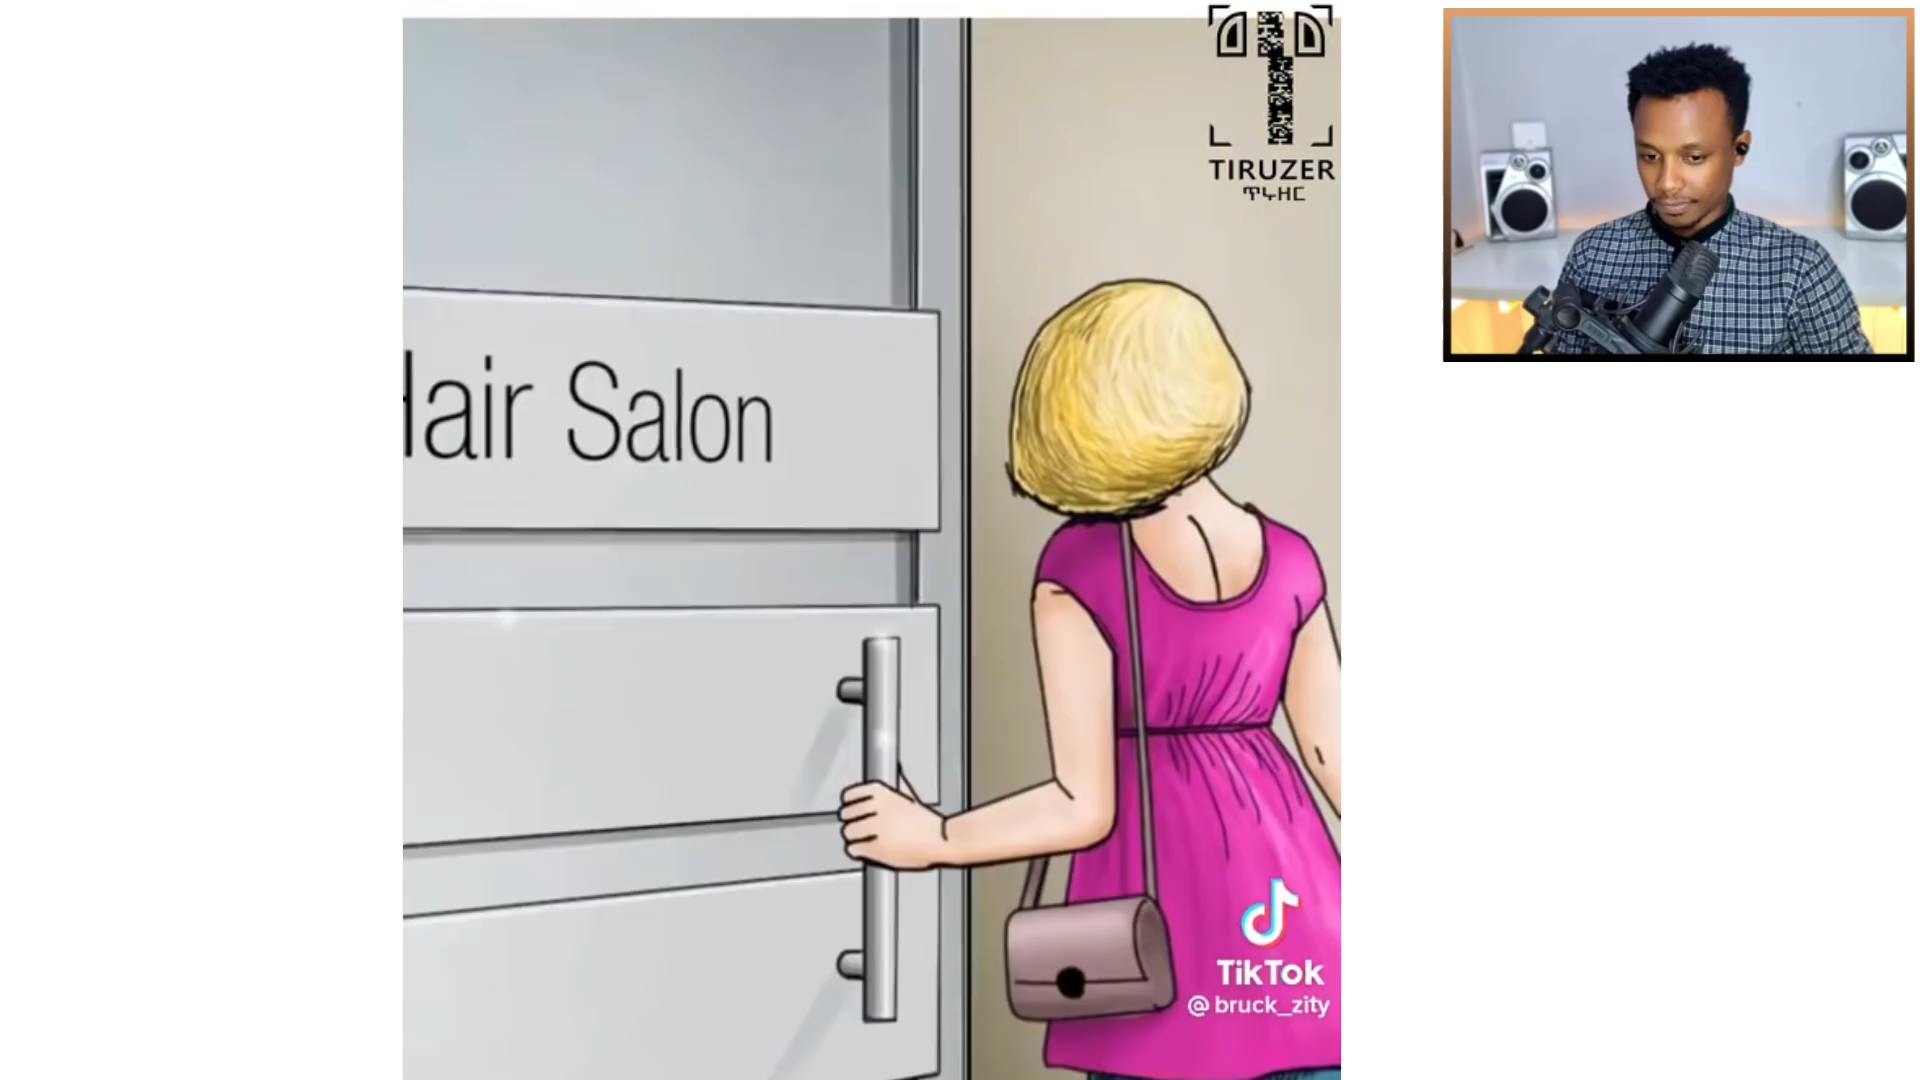 TIRUZER
ጥሩዘር
Hair Salon
TikTok
@bruck_zity